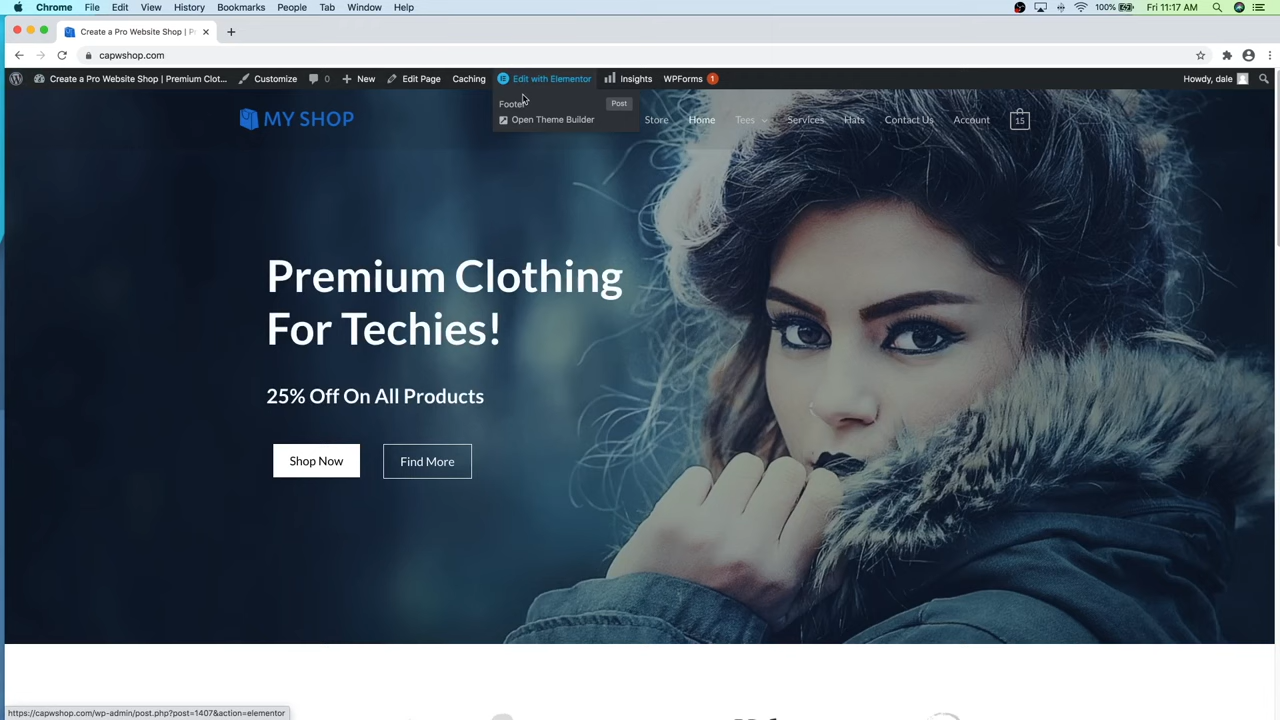 Chrome File Edit View History Bookmarks People Tab Window Help 100% Fri 11:17 AM
Create a Pro Website Shop | P
capwshop.com
Create a Pro Website Shop | Premium Clot... Customize 0 New Edit Page Caching Edit with Elementor Insights WPForms 1 Howdy, dale
Footer Post
Open Theme Builder
MY SHOP Store Home Tees Services Hats Contact Us Account 15
Premium Clothing
For Techies!
25% Off On All Products
Shop Now Find More
https://capwshop.com/wp-admin/post.php?post=1407&action=elementor